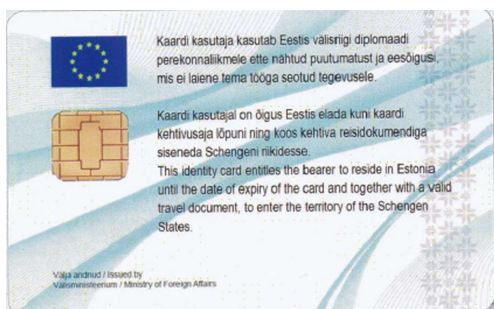 Kaardi kasutaja kasutab Eestis välisriigi diplomaadi
perekonnaliikmele ette nähtud puutumatust ja eesõigusi,
mis ei laiene tema tööga seotud tegevusele.
Kaardi kasutajal on õigus Eestis elada kuni kaardi
kehtivusaja lõpuni ning koos kehtiva reisidokumendiga
siseneda Schengeni riikidesse.
This identity card entitles the bearer to reside in Estonia
until the date of expiry of the card and together with a valid
travel document, to enter the territory of the Schengen
States.
Välja andnud / Issued by
Välisministeerium / Ministry of Foreign Affairs